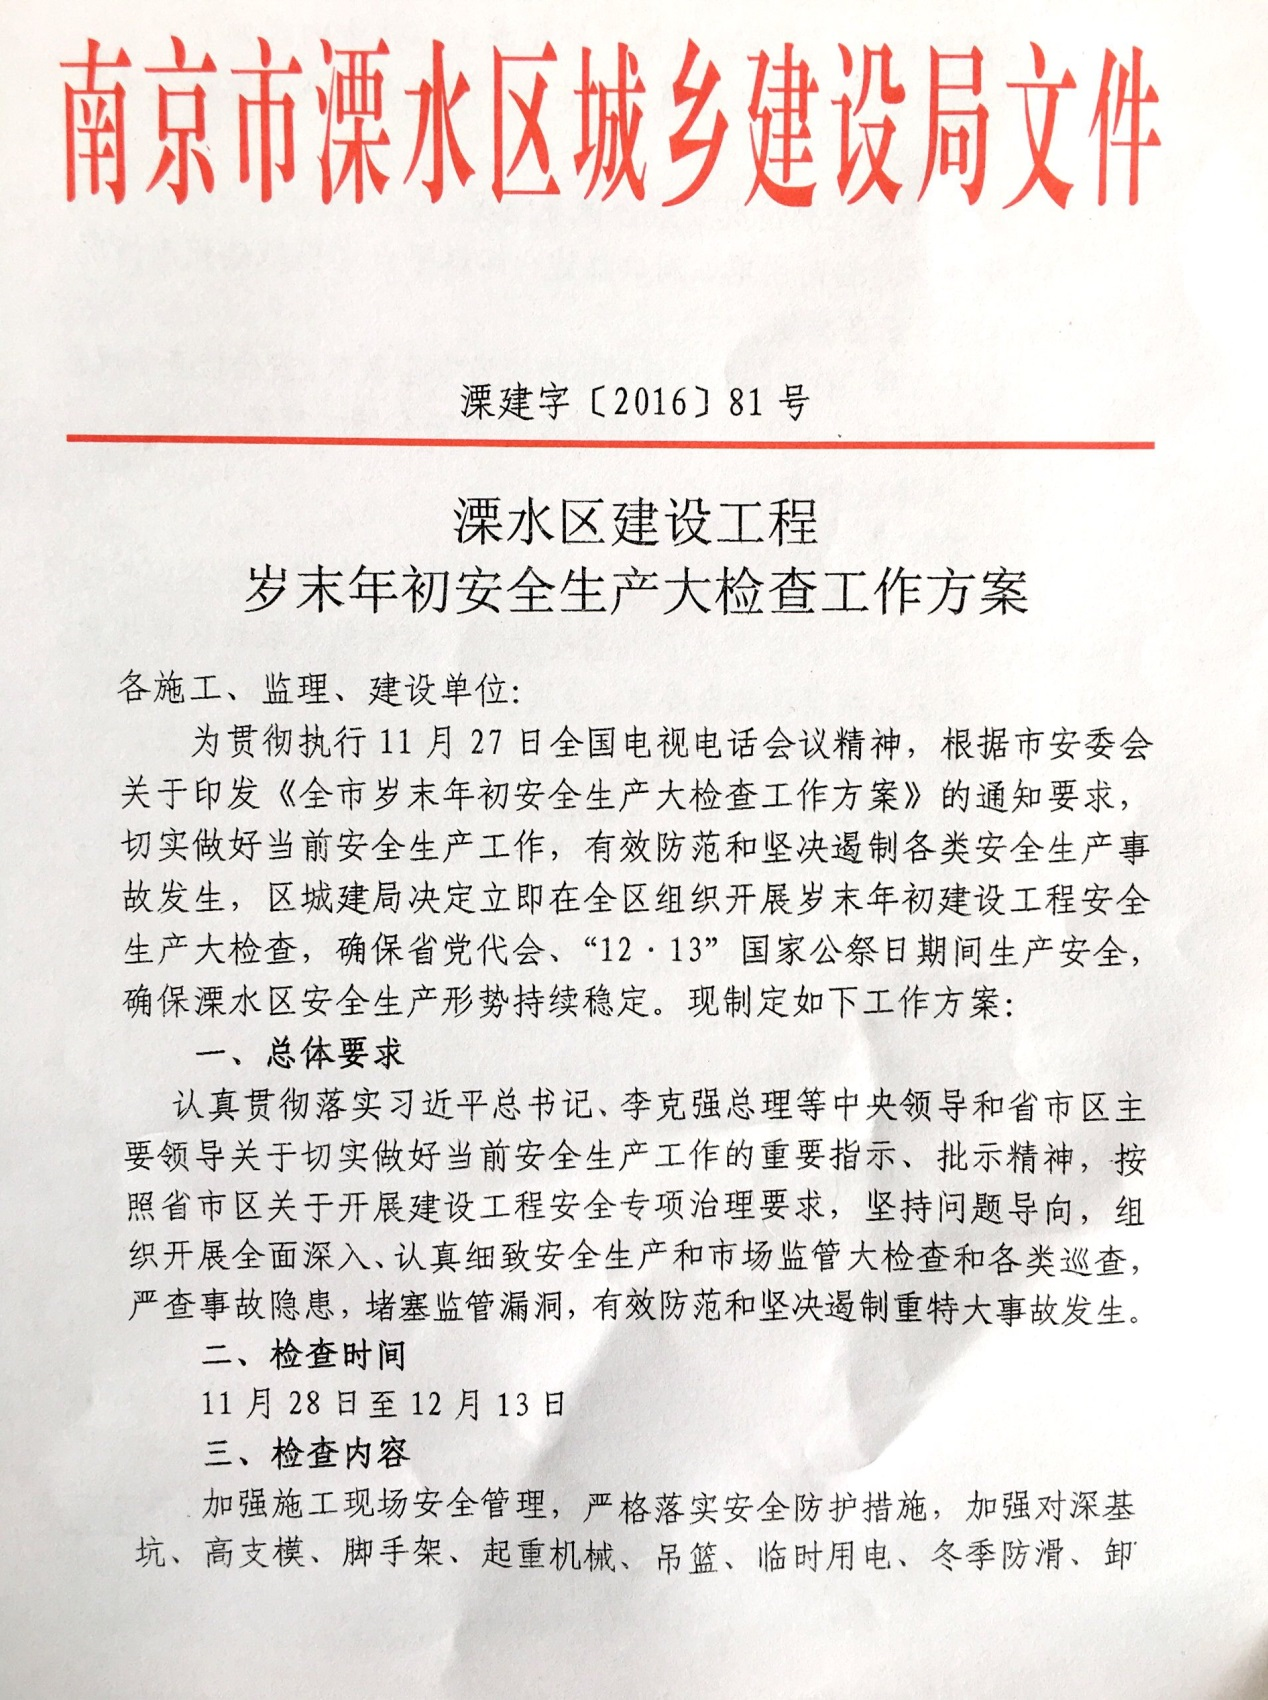 南京市溧水区城乡建设局文件
溧建字〔2016〕81 号
溧水区建设工程
岁末年初安全生产大检查工作方案
各施工、监理、建设单位：
为贯彻执行 11 月 27 日全国电视电话会议精神，根据市安委会
关于印发《全市岁末年初安全生产大检查工作方案》的通知要求，
切实做好当前安全生产工作，有效防范和坚决遏制各类安全生产事
故发生，区城建局决定立即在全区组织开展岁末年初建设工程安全
生产大检查，确保省党代会、“12·13”国家公祭日期间生产安全，
确保溧水区安全生产形势持续稳定。现制定如下工作方案：
一、总体要求
认真贯彻落实习近平总书记、李克强总理等中央领导和省市区主
要领导关于切实做好当前安全生产工作的重要指示、批示精神，按
照省市区关于开展建设工程安全专项治理要求，坚持问题导向，组
织开展全面深入、认真细致安全生产和市场监管大检查和各类巡查，
严查事故隐患，堵塞监管漏洞，有效防范和坚决遏制重特大事故发生。
二、检查时间
11 月 28 日至 12 月 13 日
三、检查内容
加强施工现场安全管理，严格落实安全防护措施，加强对深基
坑、高支模、脚手架、起重机械、吊篮、临时用电、冬季防滑、卸